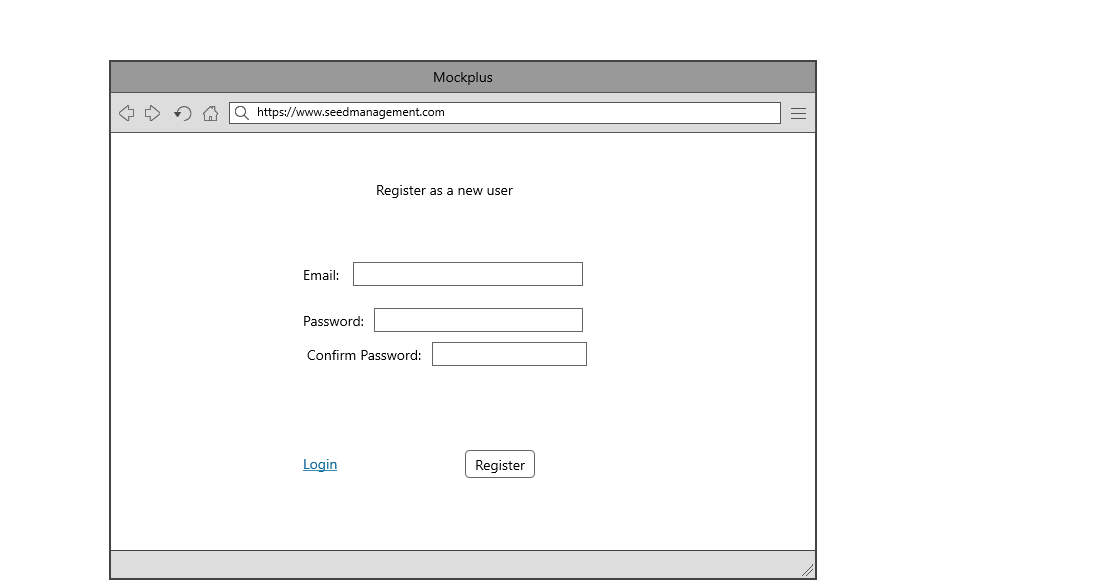 Mockplus
https://www.seedmanagement.com
Register as a new user
Email:
Password:
Confirm Password:
Login Register